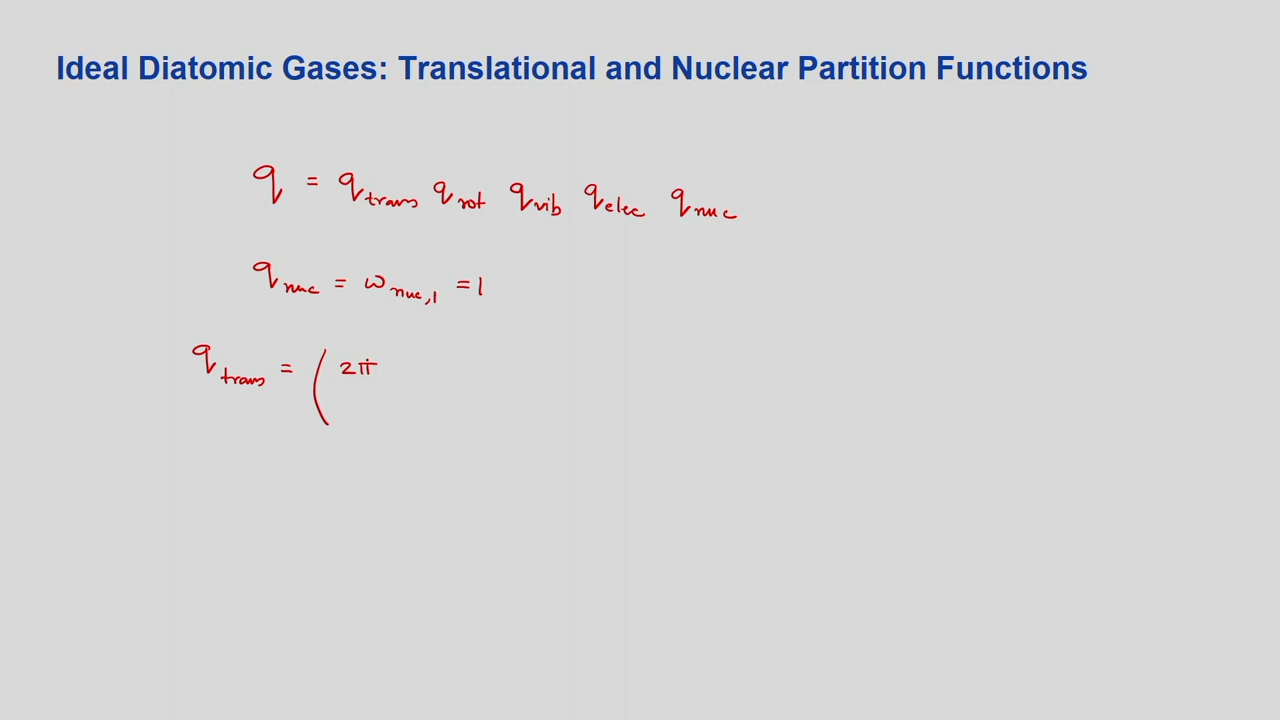 Ideal Diatomic Gases: Translational and Nuclear Partition Functions
q = q_trans q_rot q_vib q_elec q_nuc
q_nuc = ω_nuc,1 = 1
q_trans = ( 2π